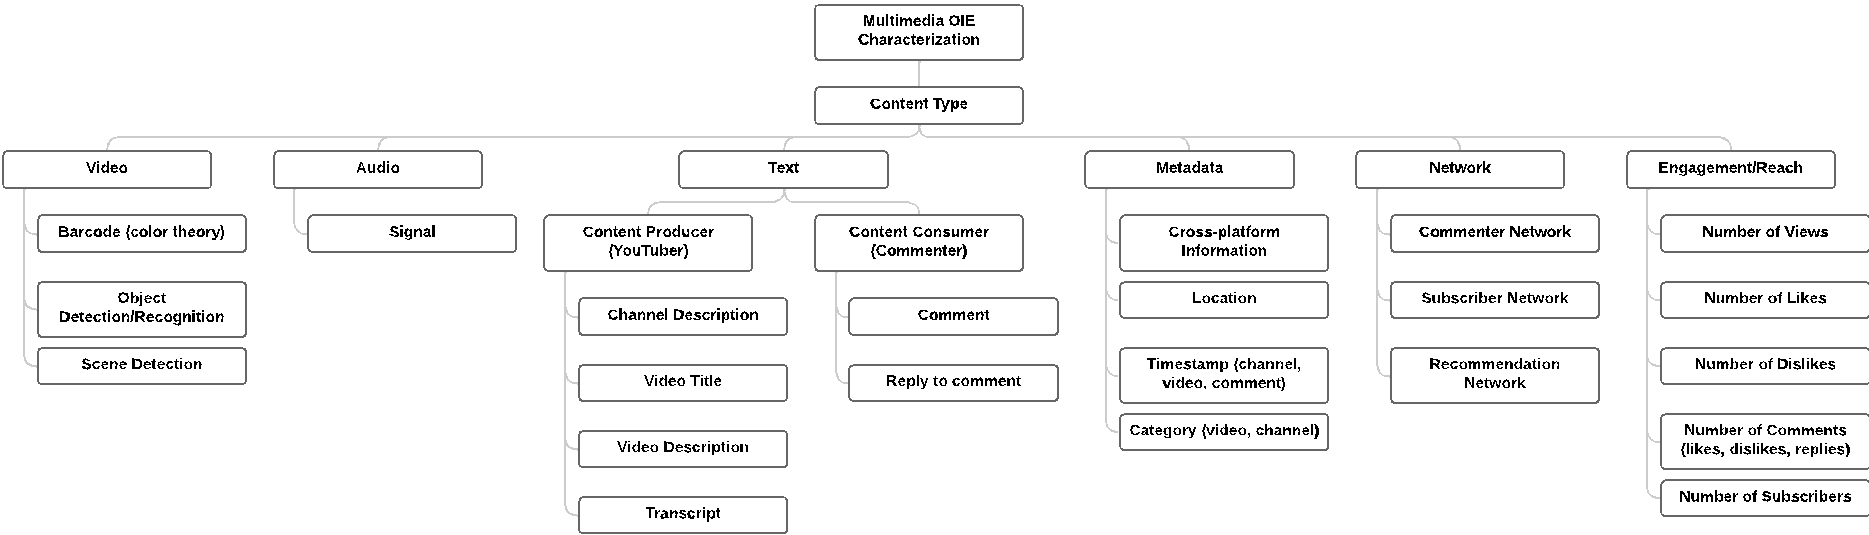 Multimedia OIE
Characterization
Content Type
Video
Barcode (color theory)
Object
Detection/Recognition
Scene Detection
Audio
Signal
Text
Content Producer
(YouTuber)
Channel Description
Video Title
Video Description
Transcript
Content Consumer
(Commenter)
Comment
Reply to comment
Metadata
Cross-platform
Information
Location
Timestamp (channel,
video, comment)
Category (video, channel)
Network
Commenter Network
Subscriber Network
Recommendation
Network
Engagement/Reach
Number of Views
Number of Likes
Number of Dislikes
Number of Comments
(likes, dislikes, replies)
Number of Subscribers